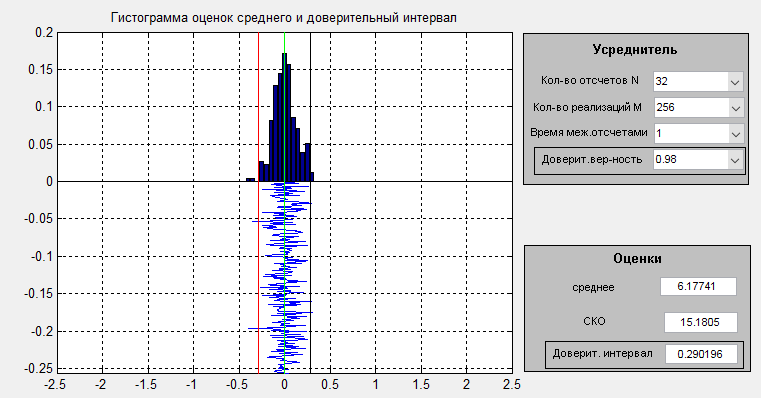 Гистограмма оценок среднего и доверительный интервал
0.2
0.15
0.1
0.05
0
-0.05
-0.1
-0.15
-0.2
-0.25
-2.5 -2 -1.5 -1 -0.5 0 0.5 1 1.5 2 2.5
Усреднитель
Кол-во отсчетов N 32
Кол-во реализаций M 256
Время меж.отсчетами 1
Доверит.вер-ность 0.98
Оценки
среднее 6.17741
СКО 15.1805
Доверит. интервал 0.290196